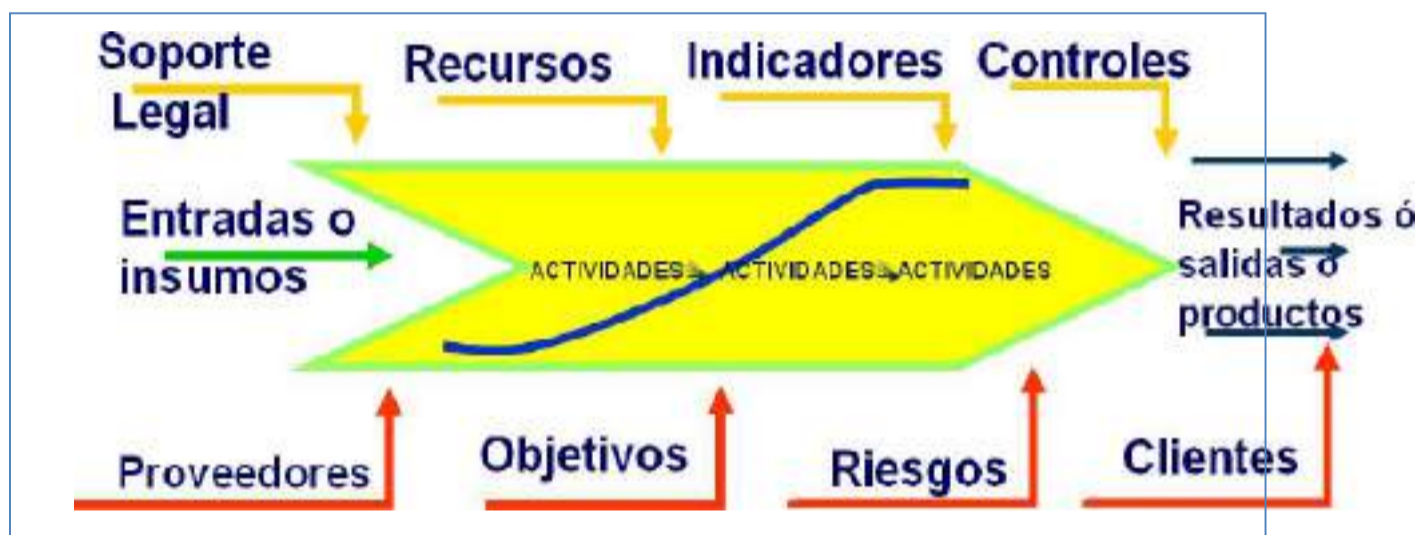 Soporte
Legal
Recursos
Indicadores
Controles
Entradas o
insumos
ACTIVIDADES ACTIVIDADES ACTIVIDADES
Resultados ó
salidas o
productos
Proveedores
Objetivos
Riesgos
Clientes